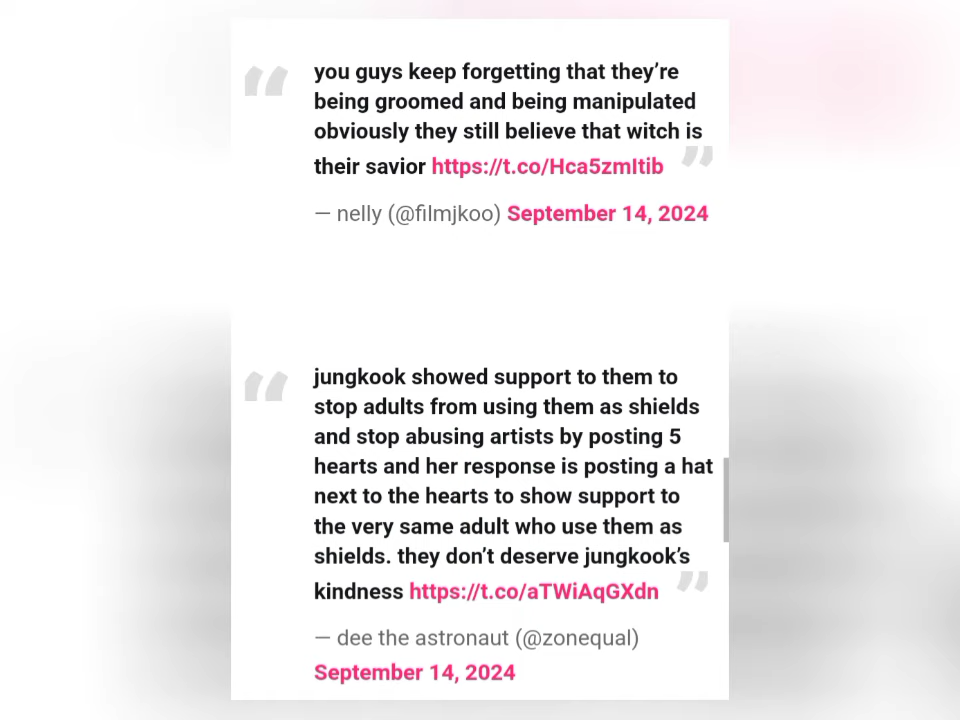 you guys keep forgetting that they’re
being groomed and being manipulated
obviously they still believe that witch is
their savior https://t.co/Hca5zmItib
— nelly (@filmjkoo) September 14, 2024
jungkook showed support to them to
stop adults from using them as shields
and stop abusing artists by posting 5
hearts and her response is posting a hat
next to the hearts to show support to
the very same adult who use them as
shields. they don’t deserve jungkook’s
kindness https://t.co/aTWiAqGXdn
— dee the astronaut (@zonequal)
September 14, 2024